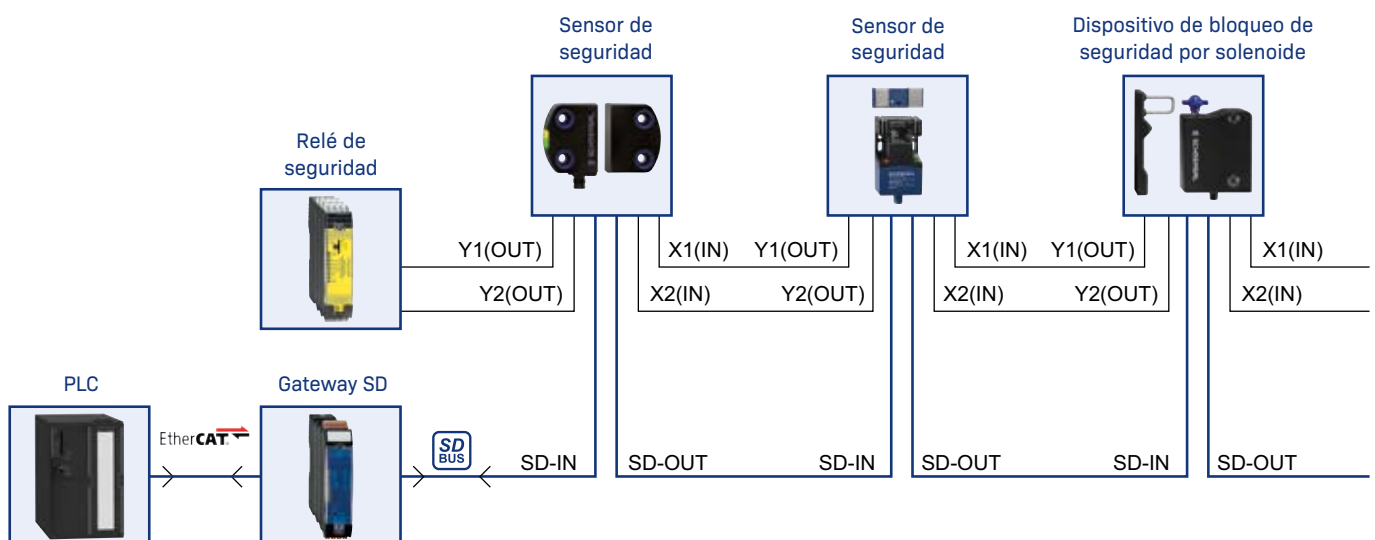 Sensor de
seguridad
Sensor de
seguridad
Dispositivo de bloqueo de
seguridad por solenoide
Relé de
seguridad
Y1(OUT)
X1(IN)
Y1(OUT)
X1(IN)
Y1(OUT)
X1(IN)
Y2(OUT)
X2(IN)
Y2(OUT)
X2(IN)
Y2(OUT)
X2(IN)
PLC
Gateway SD
EtherCAT
SD
BUS
SD-IN
SD-OUT
SD-IN
SD-OUT
SD-IN
SD-OUT